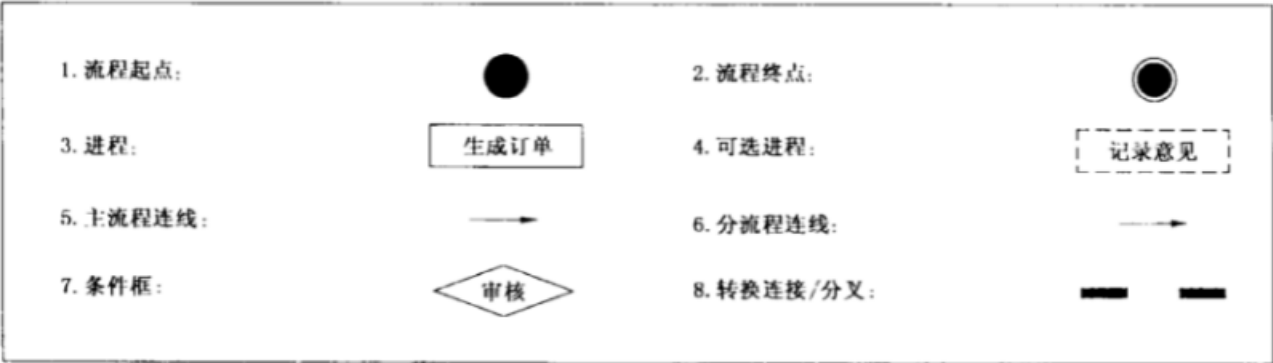 1. 流程起点: 2. 流程终点:
3. 进程: 生成订单 4. 可选进程: 记录意见
5. 主流程连线: 6. 分流程连线:
7. 条件框: 审核 8. 转换连接/分叉: